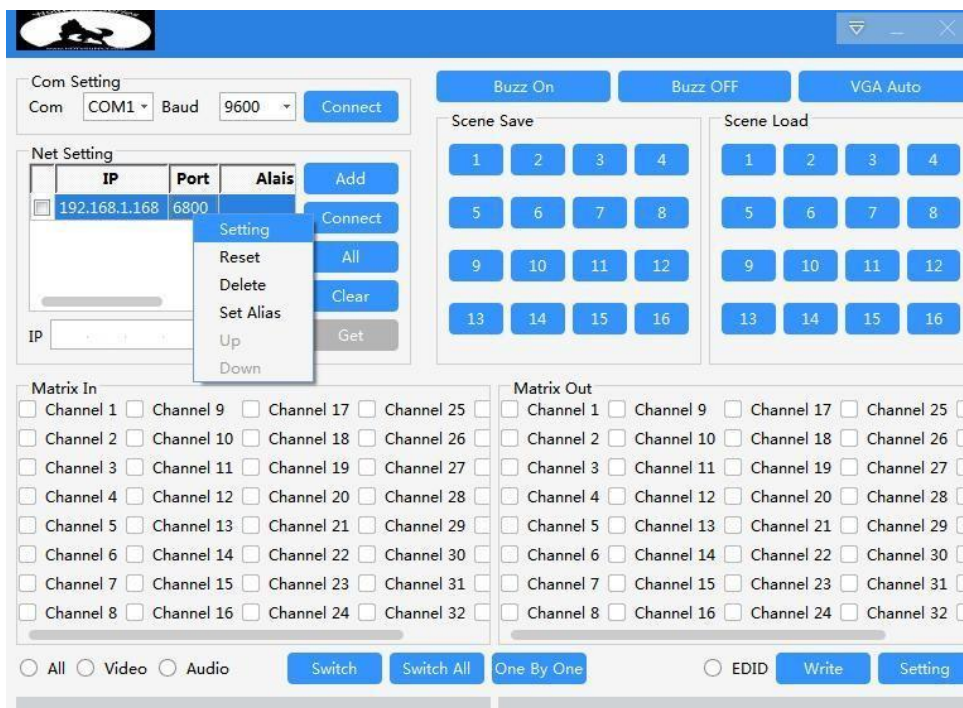 Com Setting
Com COM1 Baud 9600 Connect
Buzz On Buzz OFF VGA Auto
Net Setting
IP Port Alais
192.168.1.168 6800
Add
Connect
All
Clear
IP Get
Setting
Reset
Delete
Set Alias
Up
Down
Scene Save
1 2 3 4
5 6 7 8
9 10 11 12
13 14 15 16
Scene Load
1 2 3 4
5 6 7 8
9 10 11 12
13 14 15 16
Matrix In
Channel 1 Channel 9 Channel 17 Channel 25
Channel 2 Channel 10 Channel 18 Channel 26
Channel 3 Channel 11 Channel 19 Channel 27
Channel 4 Channel 12 Channel 20 Channel 28
Channel 5 Channel 13 Channel 21 Channel 29
Channel 6 Channel 14 Channel 22 Channel 30
Channel 7 Channel 15 Channel 23 Channel 31
Channel 8 Channel 16 Channel 24 Channel 32
Matrix Out
Channel 1 Channel 9 Channel 17 Channel 25
Channel 2 Channel 10 Channel 18 Channel 26
Channel 3 Channel 11 Channel 19 Channel 27
Channel 4 Channel 12 Channel 20 Channel 28
Channel 5 Channel 13 Channel 21 Channel 29
Channel 6 Channel 14 Channel 22 Channel 30
Channel 7 Channel 15 Channel 23 Channel 31
Channel 8 Channel 16 Channel 24 Channel 32
All Video Audio Switch Switch All One By One EDID Write Setting